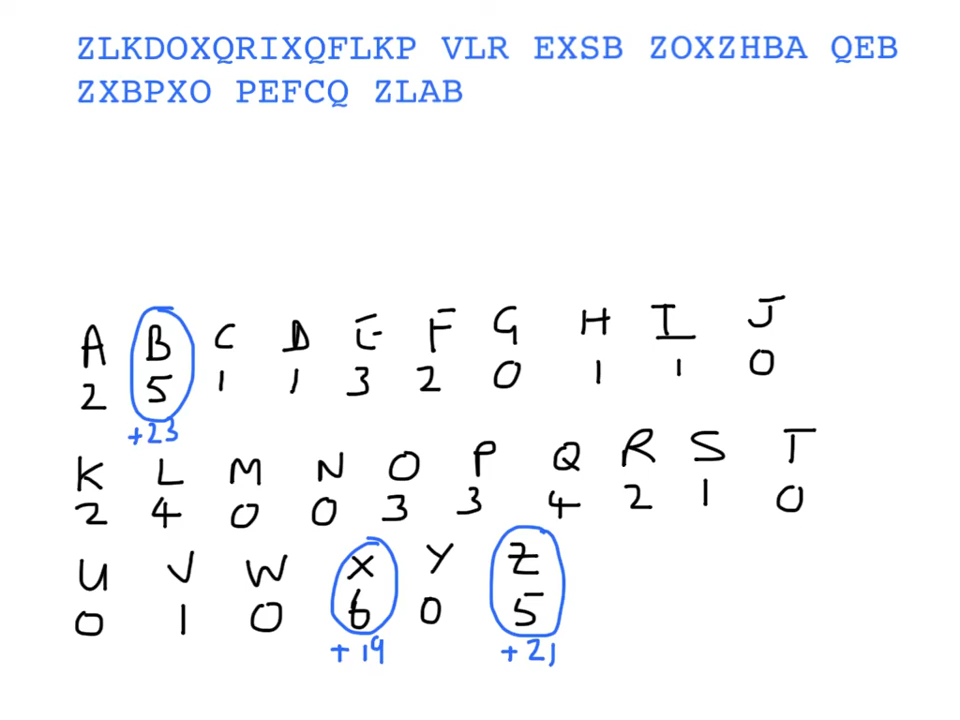 ZLKDOXQRIXQFLKP VLR EXSB ZOXZHBA QEB
ZXBPXO PEFCQ ZLAB
A B C D E F G H I J
2 5 1 1 3 2 0 1 1 0
+23
K L M N O P Q R S T
2 4 0 0 3 3 4 2 1 0
U V W X Y Z
0 1 0 6 0 5
+19 +21